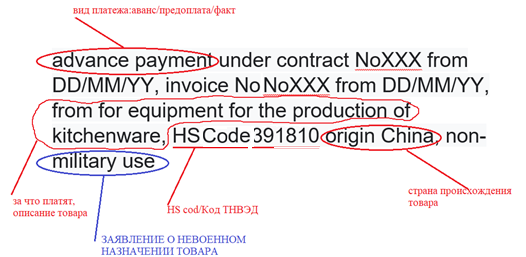 вид платежа:аванс/предоплата/факт
advance payment under contract NoXXX from
DD/MM/YY, invoice No NoXXX from DD/MM/YY,
from for equipment for the production of
kitchenware, HS Code 391810 origin China, non-
military use
за что платят,
описание товара
HS cod/Код ТНВЭД
страна происхождения
товара
ЗАЯВЛЕНИЕ О НЕВОЕННОМ
НАЗНАЧЕНИИ ТОВАРА